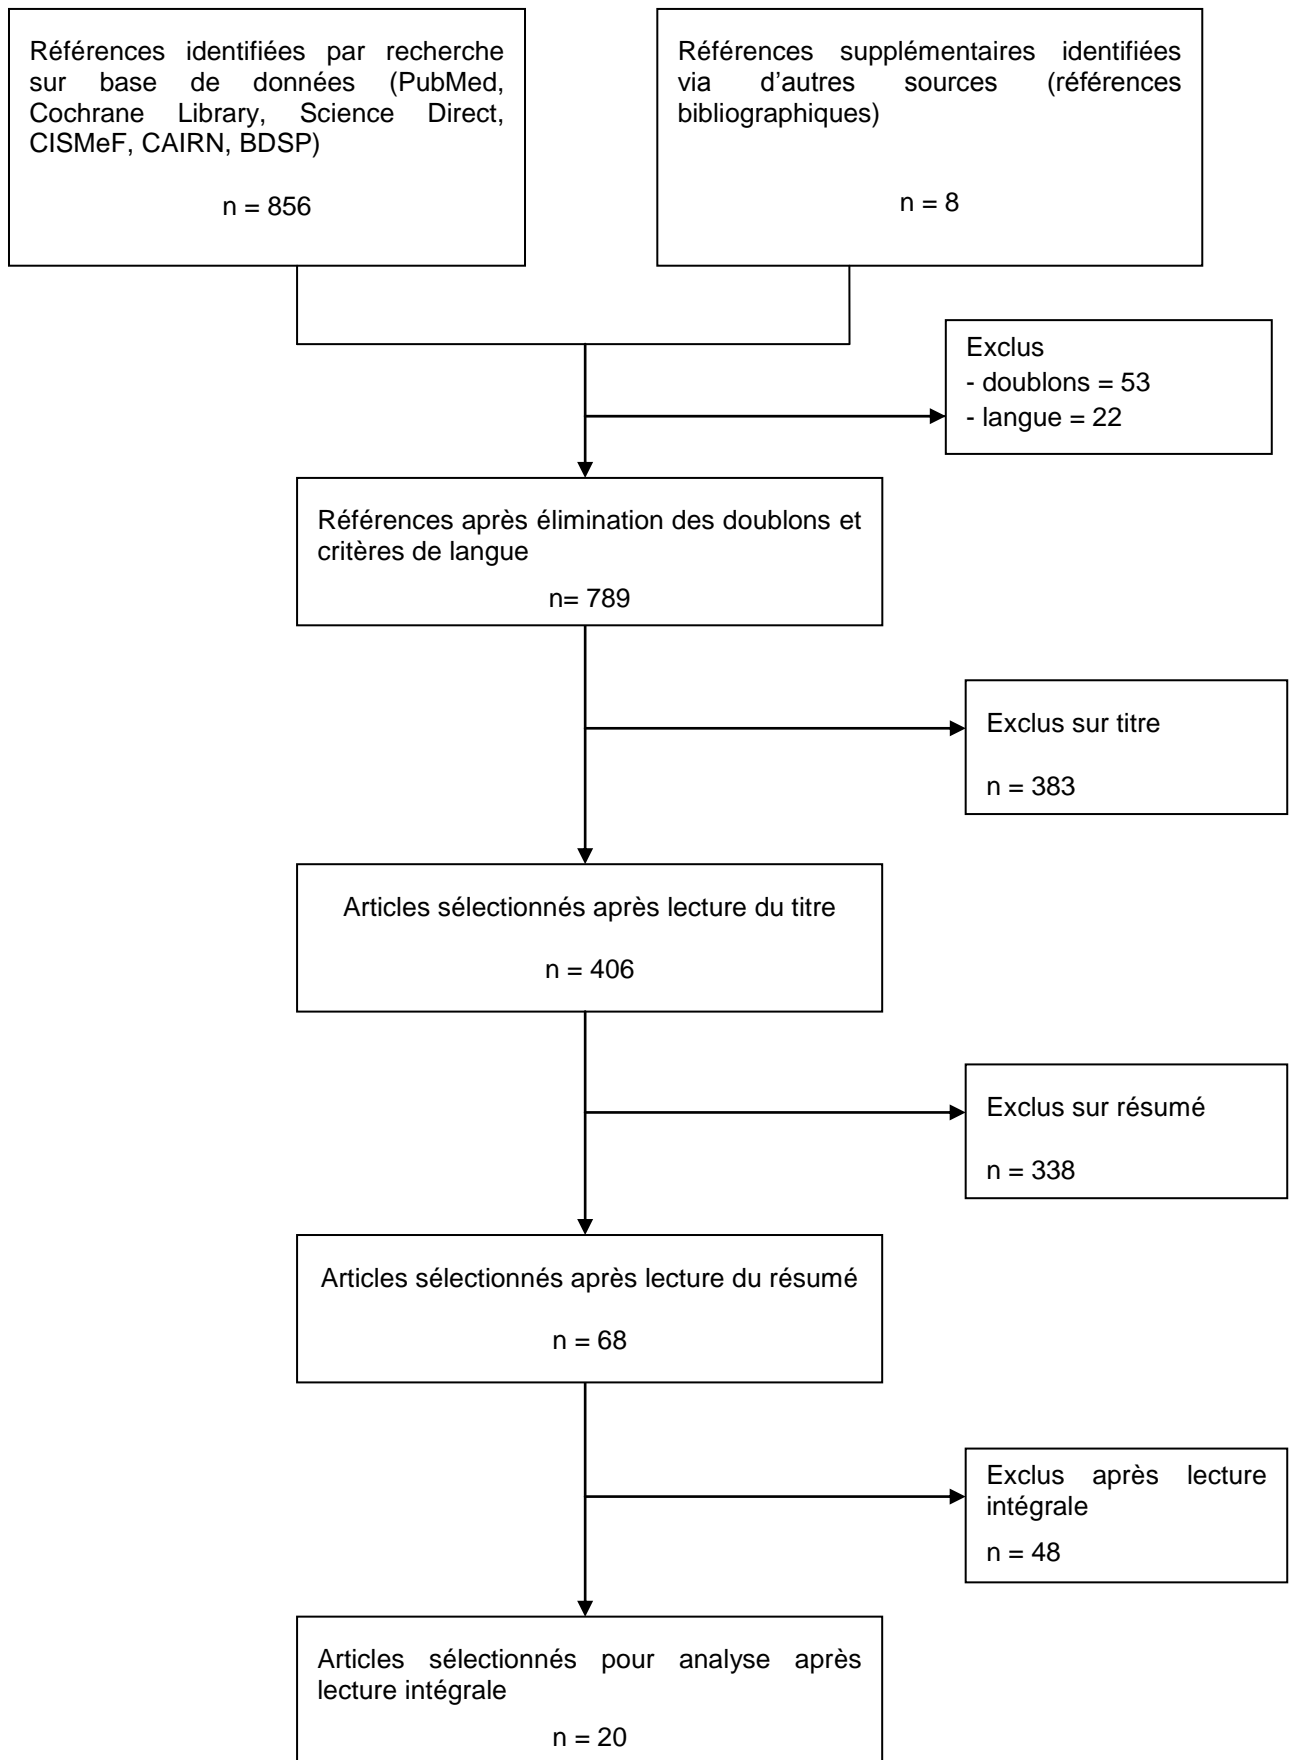 Références identifiées par recherche
sur base de données (PubMed,
Cochrane Library, Science Direct,
CISMeF, CAIRN, BDSP)
n = 856
Références supplémentaires identifiées
via d'autres sources (références
bibliographiques)
n = 8
Exclus
- doublons = 53
- langue = 22
Références après élimination des doublons et
critères de langue
n= 789
Exclus sur titre
n = 383
Articles sélectionnés après lecture du titre
n = 406
Exclus sur résumé
n = 338
Articles sélectionnés après lecture du résumé
n = 68
Exclus après lecture
intégrale
n = 48
Articles sélectionnés pour analyse après
lecture intégrale
n = 20